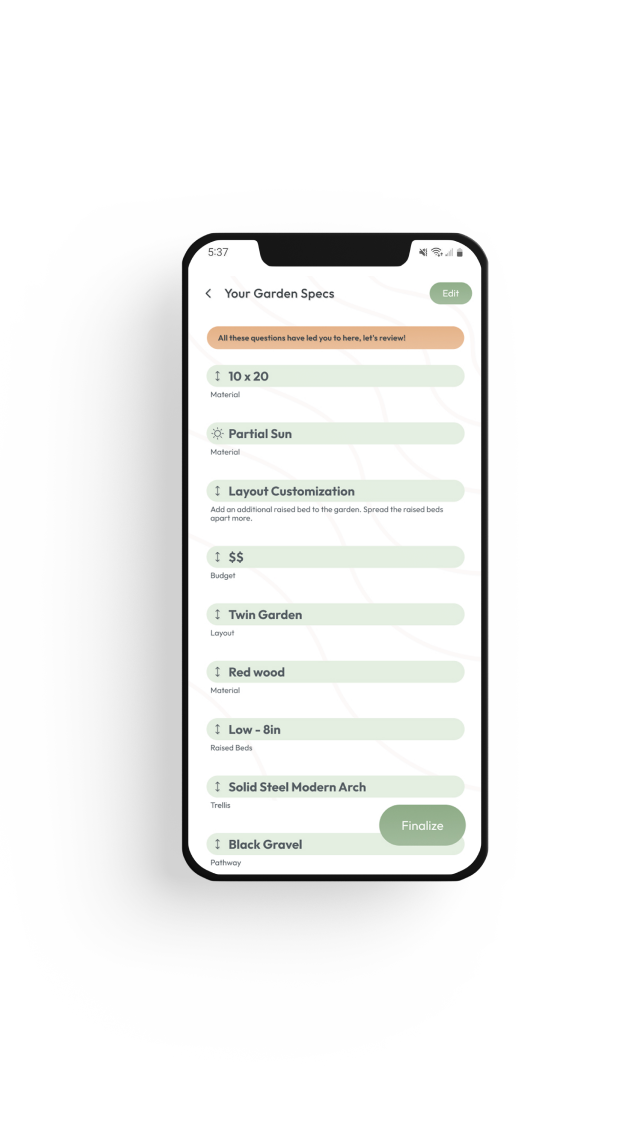 5:37
Your Garden Specs
Edit
All these questions have led you to here, let's review!
10 x 20
Material
Partial Sun
Material
Layout Customization
Add an additional raised bed to the garden. Spread the raised beds
apart more.
$$
Budget
Twin Garden
Layout
Red wood
Material
Low - 8in
Raised Beds
Solid Steel Modern Arch
Trellis
Finalize
Black Gravel
Pathway